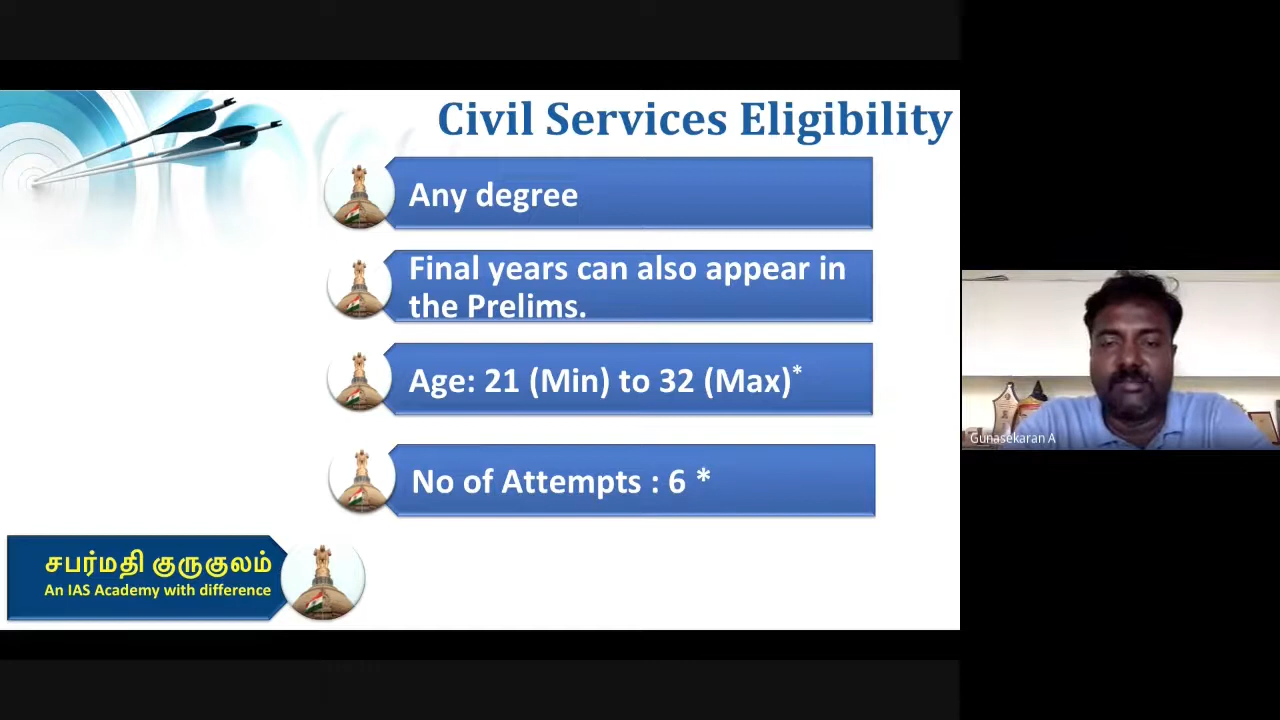 Civil Services Eligibility
Any degree
Final years can also appear in
the Prelims.
Age: 21 (Min) to 32 (Max)*
No of Attempts : 6 *
சபர்மதி குருகுலம்
An IAS Academy with difference
Gunasekaran A